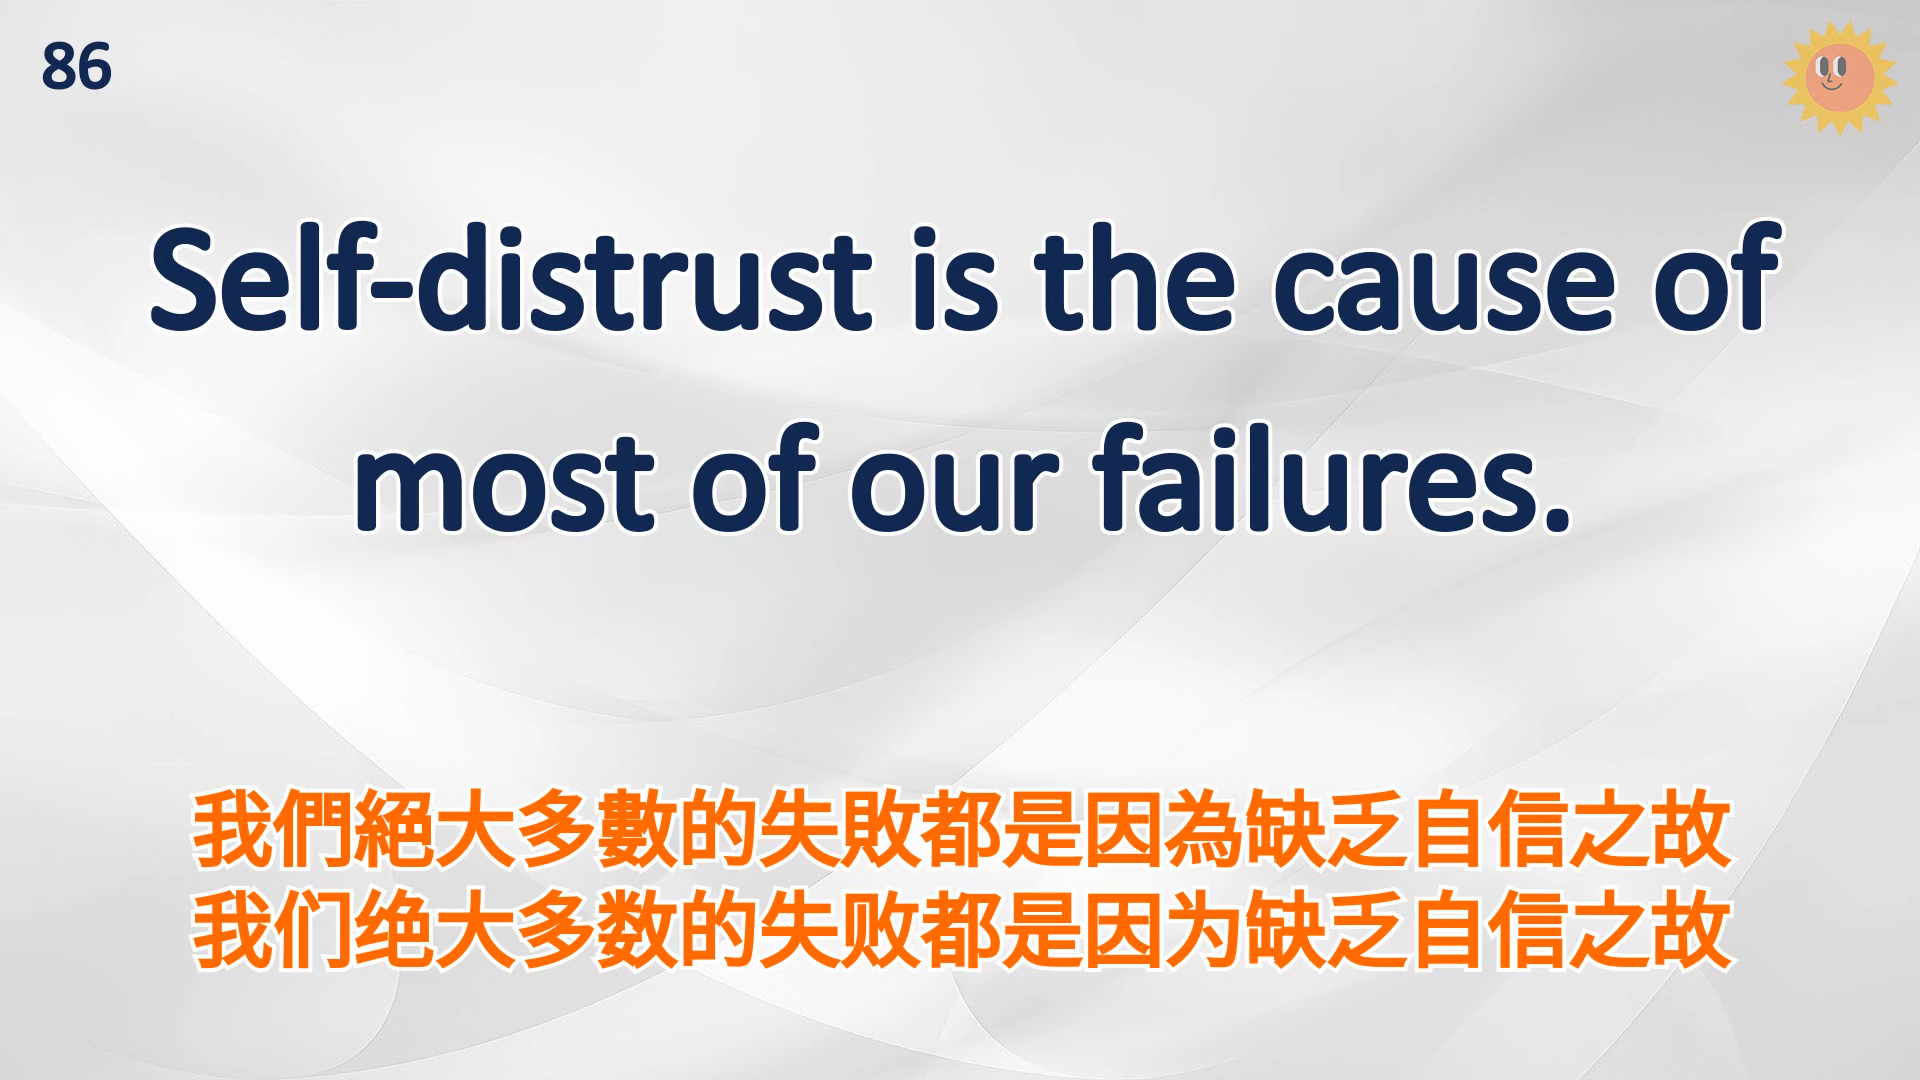 86
Self-distrust is the cause of
most of our failures.
我們絕大多數的失敗都是因為缺乏自信之故
我们绝大多数的失败都是因为缺乏自信之故